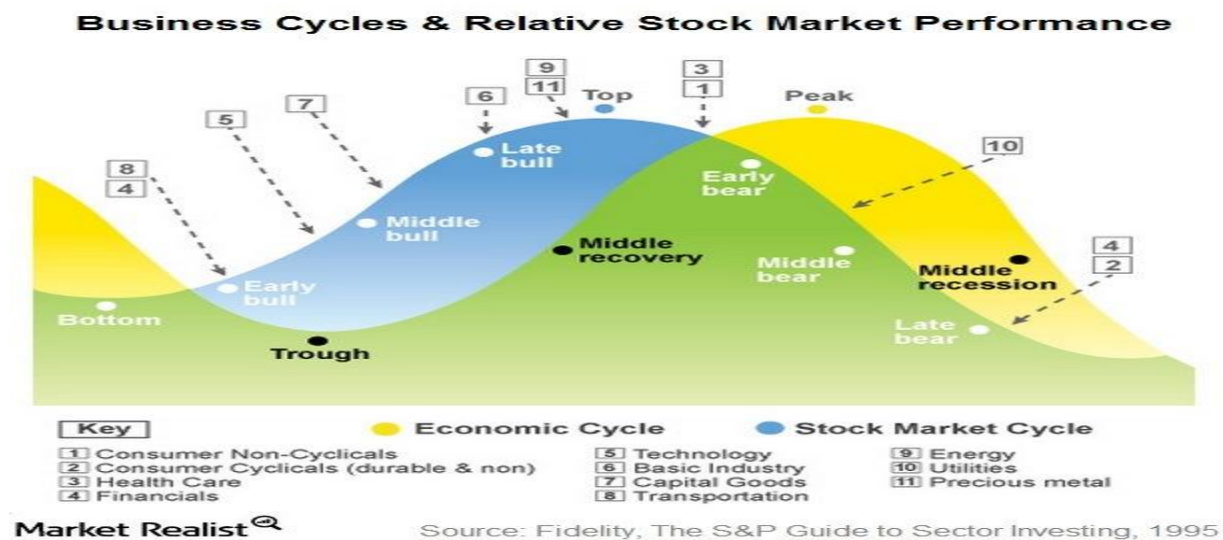 Business Cycles & Relative Stock Market Performance
9
11
Top
3
1
Peak
6
7
5
Late
bull
10
8
4
Early
bear
Middle
bull
Middle
recovery
Middle
bear
4
2
Middle
recession
Early
bull
Bottom
Late
bear
Trough
Key
Economic Cycle
Stock Market Cycle
1 Consumer Non-Cyclicals
2 Consumer Cyclicals (durable & non)
3 Health Care
4 Financials
5 Technology
6 Basic Industry
7 Capital Goods
8 Transportation
9 Energy
10 Utilities
11 Precious metal
Market Realist
Source: Fidelity, The S&P Guide to Sector Investing, 1995